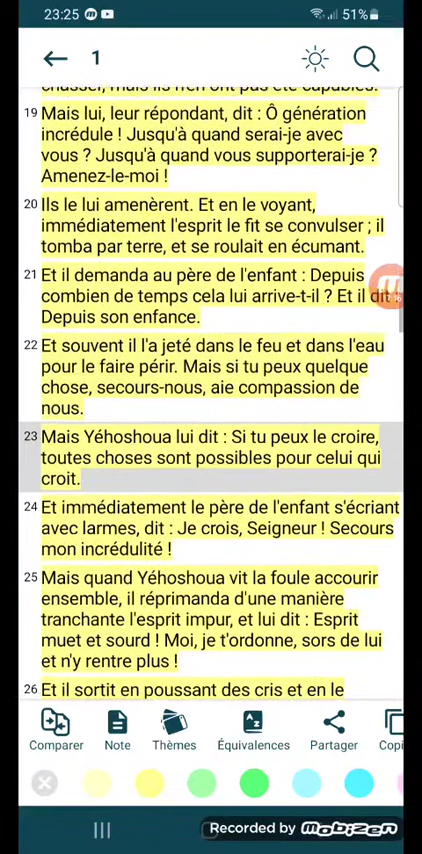 23:25 51%
1
chasser, mais ils n'en ont pas été capables.
19 Mais lui, leur répondant, dit : Ô génération
incrédule ! Jusqu'à quand serai-je avec
vous ? Jusqu'à quand vous supporterai-je ?
Amenez-le-moi !
20 Ils le lui amenèrent. Et en le voyant,
immédiatement l'esprit le fit se convulser ; il
tomba par terre, et se roulait en écumant.
21 Et il demanda au père de l'enfant : Depuis
combien de temps cela lui arrive-t-il ? Et il dit :
Depuis son enfance.
22 Et souvent il l'a jeté dans le feu et dans l'eau
pour le faire périr. Mais si tu peux quelque
chose, secours-nous, aie compassion de
nous.
23 Mais Yéhoshoua lui dit : Si tu peux le croire,
toutes choses sont possibles pour celui qui
croit.
24 Et immédiatement le père de l'enfant s'écriant
avec larmes, dit : Je crois, Seigneur ! Secours
mon incrédulité !
25 Mais quand Yéhoshoua vit la foule accourir
ensemble, il réprimanda d'une manière
tranchante l'esprit impur, et lui dit : Esprit
muet et sourd ! Moi, je t'ordonne, sors de lui
et n'y rentre plus !
26 Et il sortit en poussant des cris et en le
Comparer Note Thèmes Équivalences Partager Copi
Recorded by mobizen